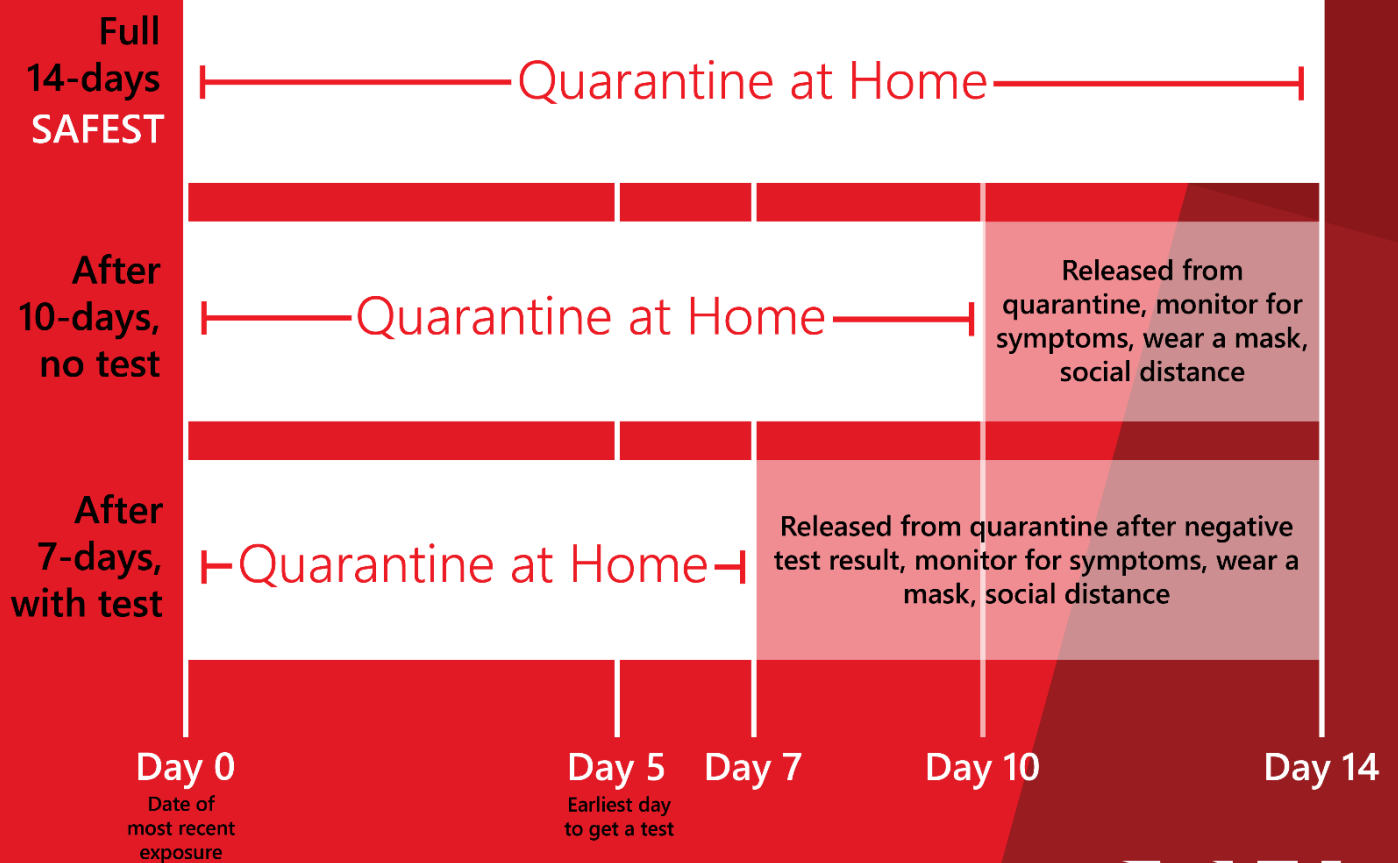 Full
14-days
SAFEST
Quarantine at Home
After
10-days,
no test
Quarantine at Home
Released from
quarantine, monitor for
symptoms, wear a mask,
social distance
After
7-days,
with test
Quarantine at Home
Released from quarantine after negative
test result, monitor for symptoms, wear a
mask, social distance
Day 0
Date of
most recent
exposure
Day 5
Earliest day
to get a test
Day 7
Day 10
Day 14